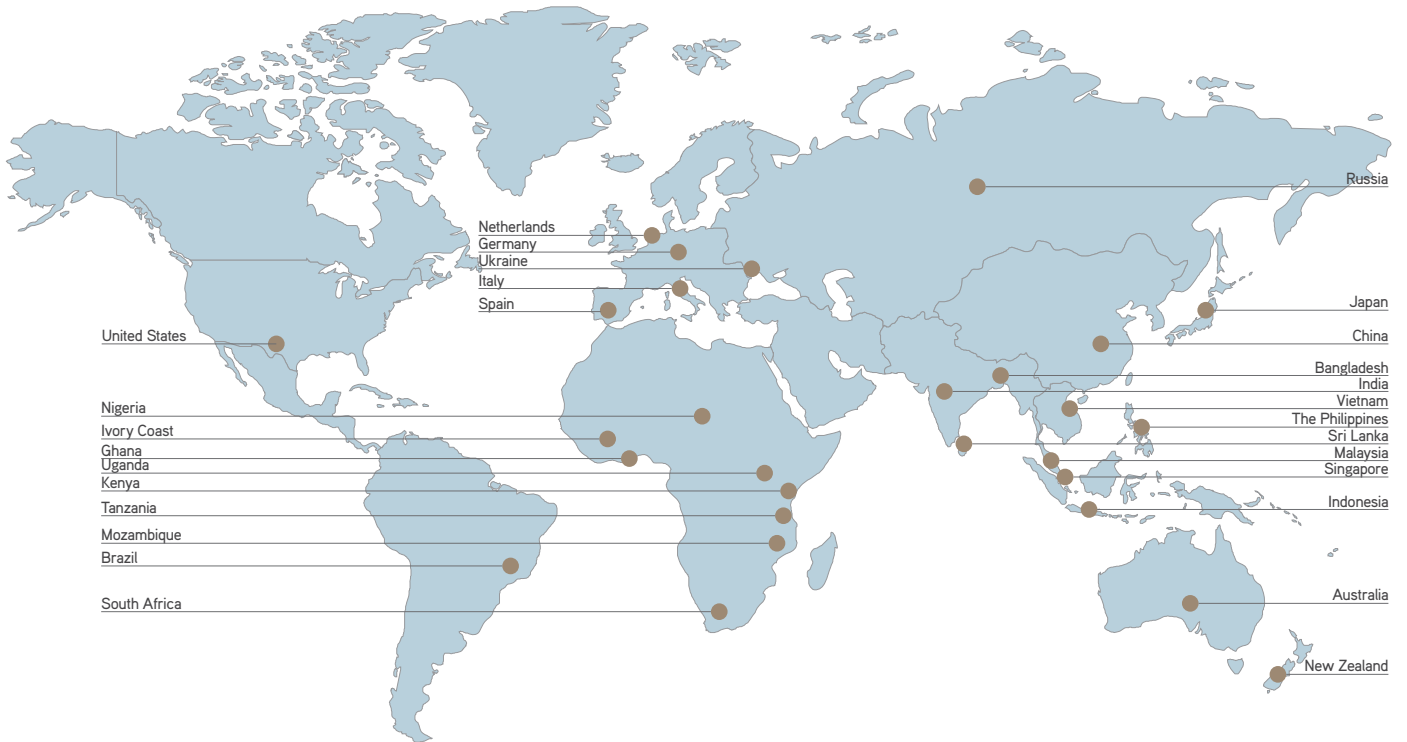 Russia
Netherlands
Germany
Ukraine
Italy
Spain
Japan
United States
China
Bangladesh
India
Vietnam
Nigeria
The Philippines
Ivory Coast
Sri Lanka
Ghana
Malaysia
Uganda
Singapore
Kenya
Tanzania
Indonesia
Mozambique
Brazil
Australia
South Africa
New Zealand